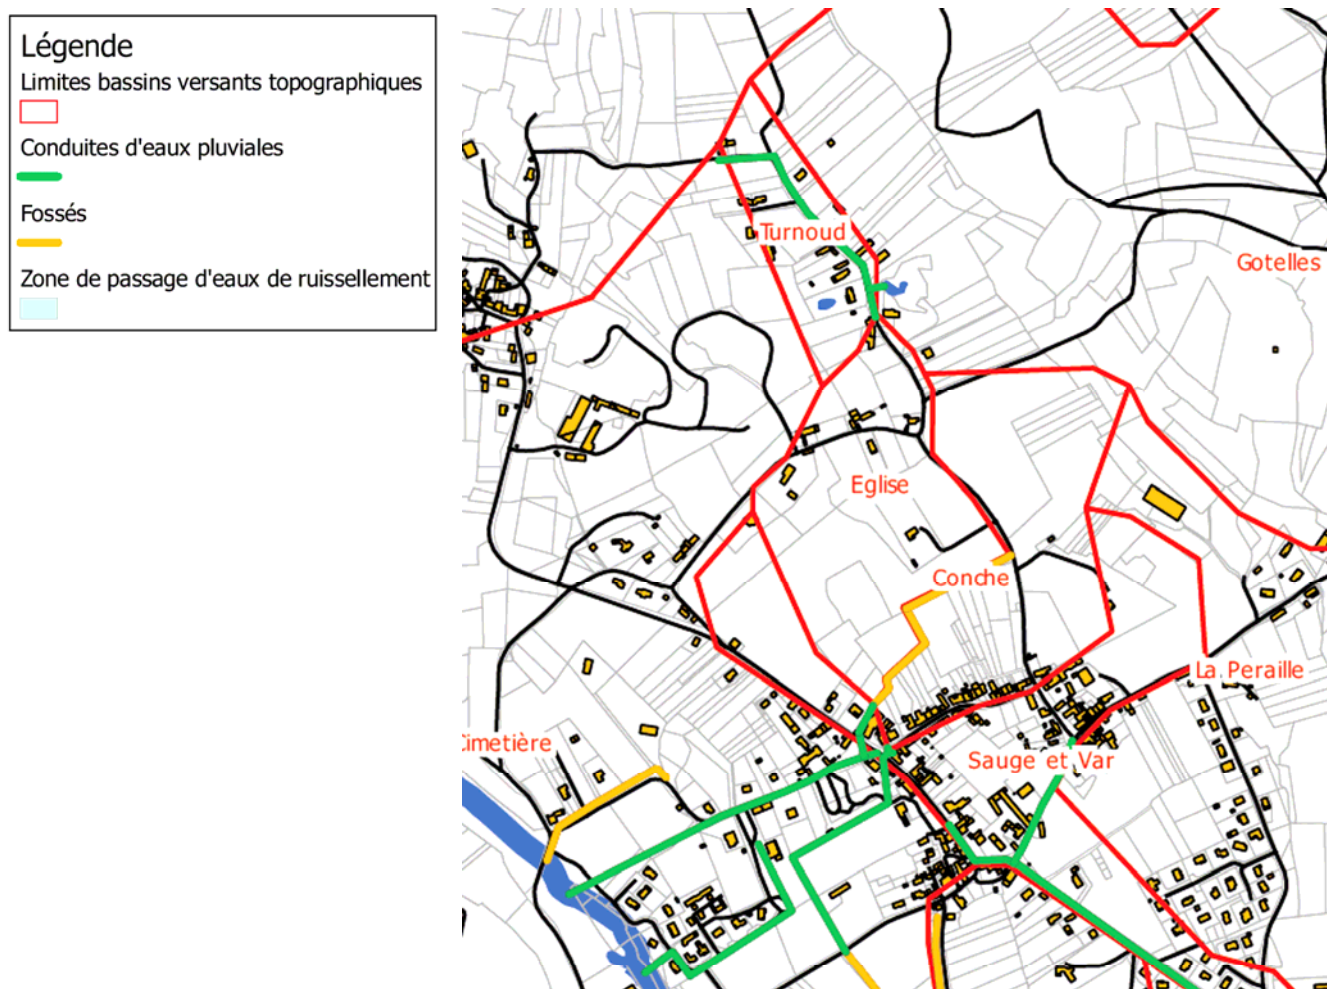 Légende
Limites bassins versants topographiques
Conduites d'eaux pluviales
Fossés
Zone de passage d'eaux de ruissellement
Turnoud
Gotelles
Eglise
Conche
La Peraille
Cimetière
Sauge et Var